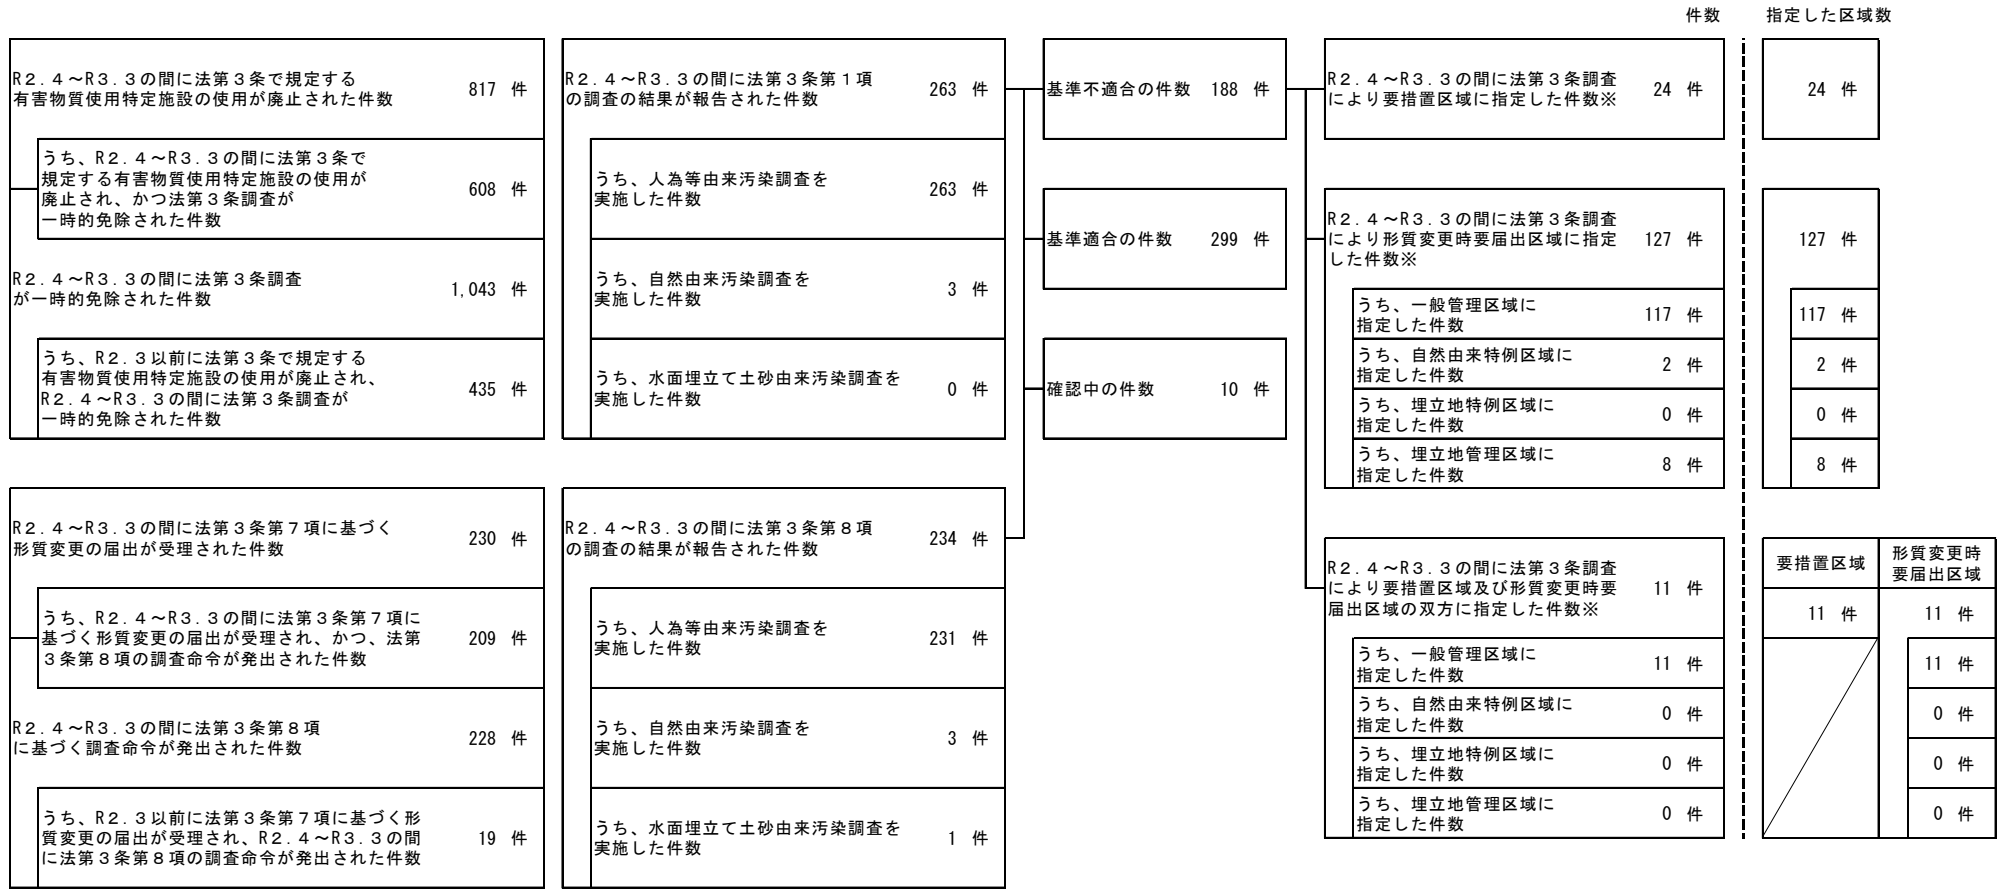 件数
指定した区域数
R２.４～R３.３の間に法第３条で規定する
有害物質使用特定施設の使用が廃止された件数
817 件
うち、R２.４～R３.３の間に法第３条で
規定する有害物質使用特定施設の使用が
廃止され、かつ法第３条調査が
一時的免除された件数
608 件
R２.４～R３.３の間に法第３条調査
が一時的免除された件数
1,043 件
うち、R２.３以前に法第３条で規定する
有害物質使用特定施設の使用が廃止され、
R２.４～R３.３の間に法第３条調査が
一時的免除された件数
435 件
R２.４～R３.３の間に法第３条第７項に基づく
形質変更の届出が受理された件数
230 件
うち、R２.４～R３.３の間に法第３条第７項に
基づく形質変更の届出が受理され、かつ、法第
３条第８項の調査命令が発出された件数
209 件
R２.４～R３.３の間に法第３条第８項
に基づく調査命令が発出された件数
228 件
うち、R２.３以前に法第３条第７項に基づく形
質変更の届出が受理され、R２.４～R３.３の間
に法第３条第８項の調査命令が発出された件数
19 件
R２.４～R３.３の間に法第３条第１項
の調査の結果が報告された件数
263 件
うち、人為等由来汚染調査を
実施した件数
263 件
うち、自然由来汚染調査を
実施した件数
3 件
うち、水面埋立て土砂由来汚染調査を
実施した件数
0 件
R２.４～R３.３の間に法第３条第８項
の調査の結果が報告された件数
234 件
うち、人為等由来汚染調査を
実施した件数
231 件
うち、自然由来汚染調査を
実施した件数
3 件
うち、水面埋立て土砂由来汚染調査を
実施した件数
1 件
基準不適合の件数 188 件
基準適合の件数 299 件
確認中の件数 10 件
R２.４～R３.３の間に法第３条調査
により要措置区域に指定した件数※
24 件
24 件
R２.４～R３.３の間に法第３条調査
により形質変更時要届出区域に指定
した件数※
127 件
127 件
うち、一般管理区域に
指定した件数
117 件
117 件
うち、自然由来特例区域に
指定した件数
2 件
2 件
うち、埋立地特例区域に
指定した件数
0 件
0 件
うち、埋立地管理区域に
指定した件数
8 件
8 件
R２.４～R３.３の間に法第３条調査
により要措置区域及び形質変更時要
届出区域の双方に指定した件数※
11 件
要措置区域
形質変更時
要届出区域
11 件
11 件
うち、一般管理区域に
指定した件数
11 件
11 件
うち、自然由来特例区域に
指定した件数
0 件
0 件
うち、埋立地特例区域に
指定した件数
0 件
0 件
うち、埋立地管理区域に
指定した件数
0 件
0 件